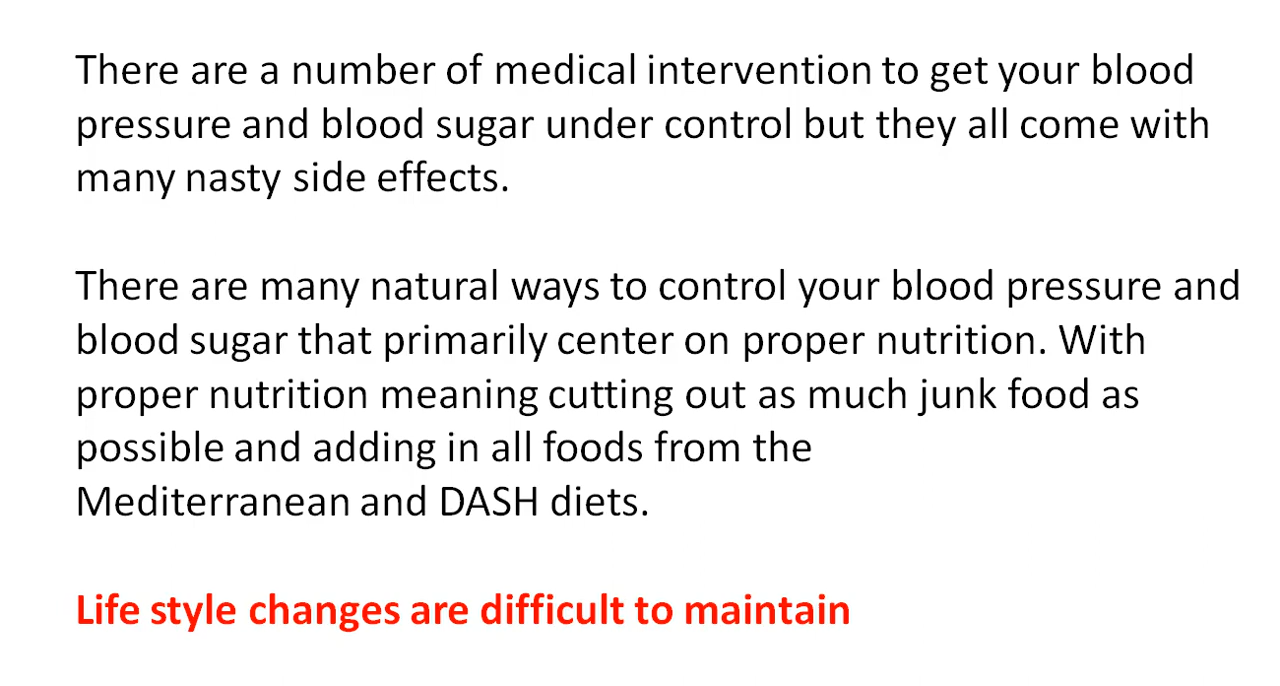 There are a number of medical intervention to get your blood
pressure and blood sugar under control but they all come with
many nasty side effects.
There are many natural ways to control your blood pressure and
blood sugar that primarily center on proper nutrition. With
proper nutrition meaning cutting out as much junk food as
possible and adding in all foods from the
Mediterranean and DASH diets.
Life style changes are difficult to maintain